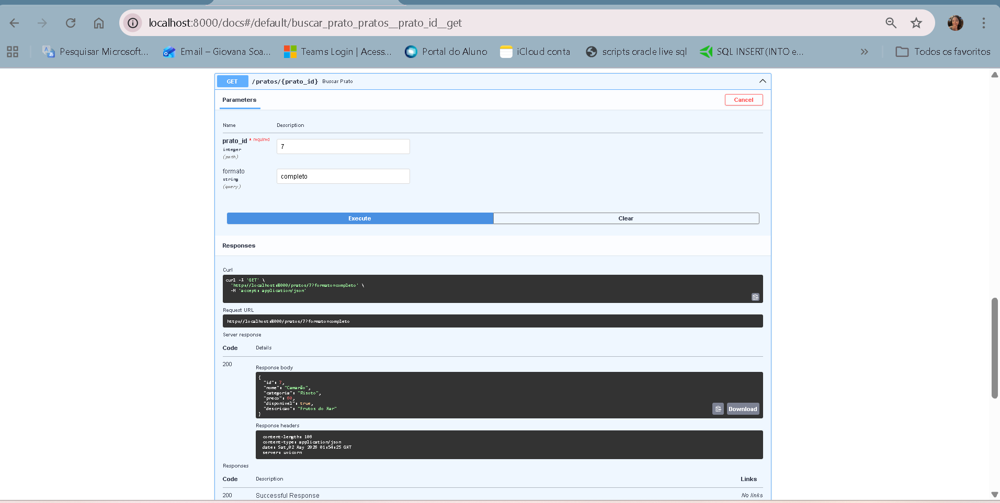 localhost:8000/docs#/default/buscar_prato_pratos__prato_id__get
Pesquisar Microsoft...
Email – Giovana Soa...
Teams Login | Acess...
Portal do Aluno
iCloud conta
scripts oracle live sql
SQL INSERT(INTO e...
»
Todos os favoritos
GET /pratos/{prato_id} Buscar Prato
Parameters
Cancel
Name Description
prato_id * required
integer
(path)
7
formato
string
(query)
completo
Execute
Clear
Responses
Curl
curl -X 'GET' \
'http://localhost:8000/pratos/7?formato=completo' \
-H 'accept: application/json'
Request URL
http://localhost:8000/pratos/7?formato=completo
Server response
Code Details
200
Response body
{
"id": 7,
"nome": "Camarão",
"categoria": "Risoto",
"preco": 60,
"disponivel": true,
"descricao": "Frutos do Mar"
}
Download
Response headers
content-length: 106
content-type: application/json
date: Sat,02 May 2026 01:54:25 GMT
server: uvicorn
Responses
Code Description Links
200 Successful Response No links